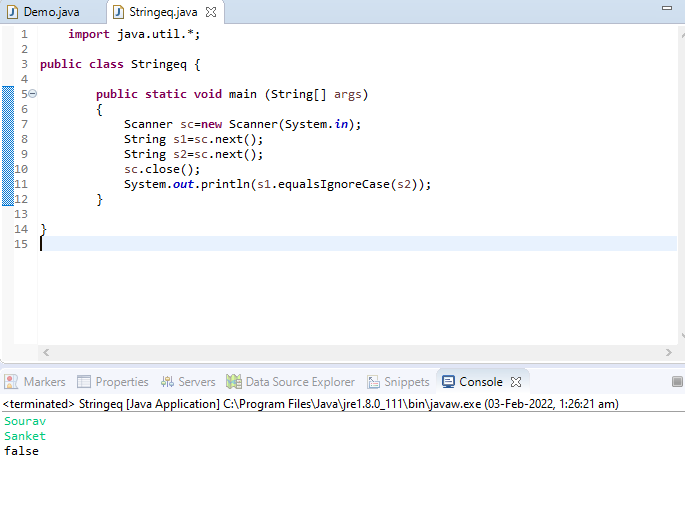 Demo.java Stringeq.java
1 import java.util.*;
2
3 public class Stringeq {
4
5 public static void main (String[] args)
6 {
7 Scanner sc=new Scanner(System.in);
8 String s1=sc.next();
9 String s2=sc.next();
10 sc.close();
11 System.out.println(s1.equalsIgnoreCase(s2));
12 }
13
14 }
15
Markers Properties Servers Data Source Explorer Snippets Console
<terminated> Stringeq [Java Application] C:\Program Files\Java\jre1.8.0_111\bin\javaw.exe (03-Feb-2022, 1:26:21 am)
Sourav
Sanket
false